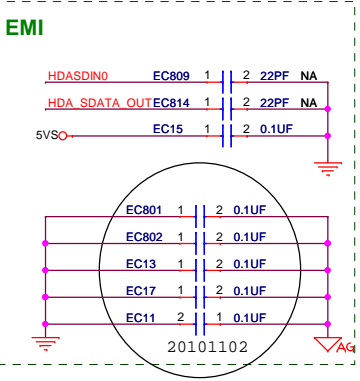 EMI
HDASDIN0 EC809 1 2 22PF NA
HDA_SDATA_OUT EC814 1 2 22PF NA
5VS EC15 1 2 0.1UF
EC801 1 2 0.1UF
EC802 1 2 0.1UF
EC13 1 2 0.1UF
EC17 1 2 0.1UF
EC11 2 1 0.1UF
20101102 AG